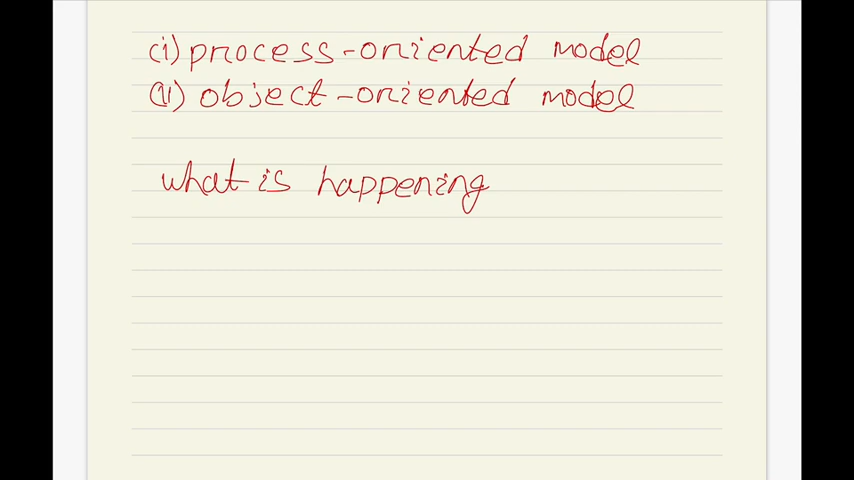 (i) process-oriented model
(ii) object-oriented model
what is happening